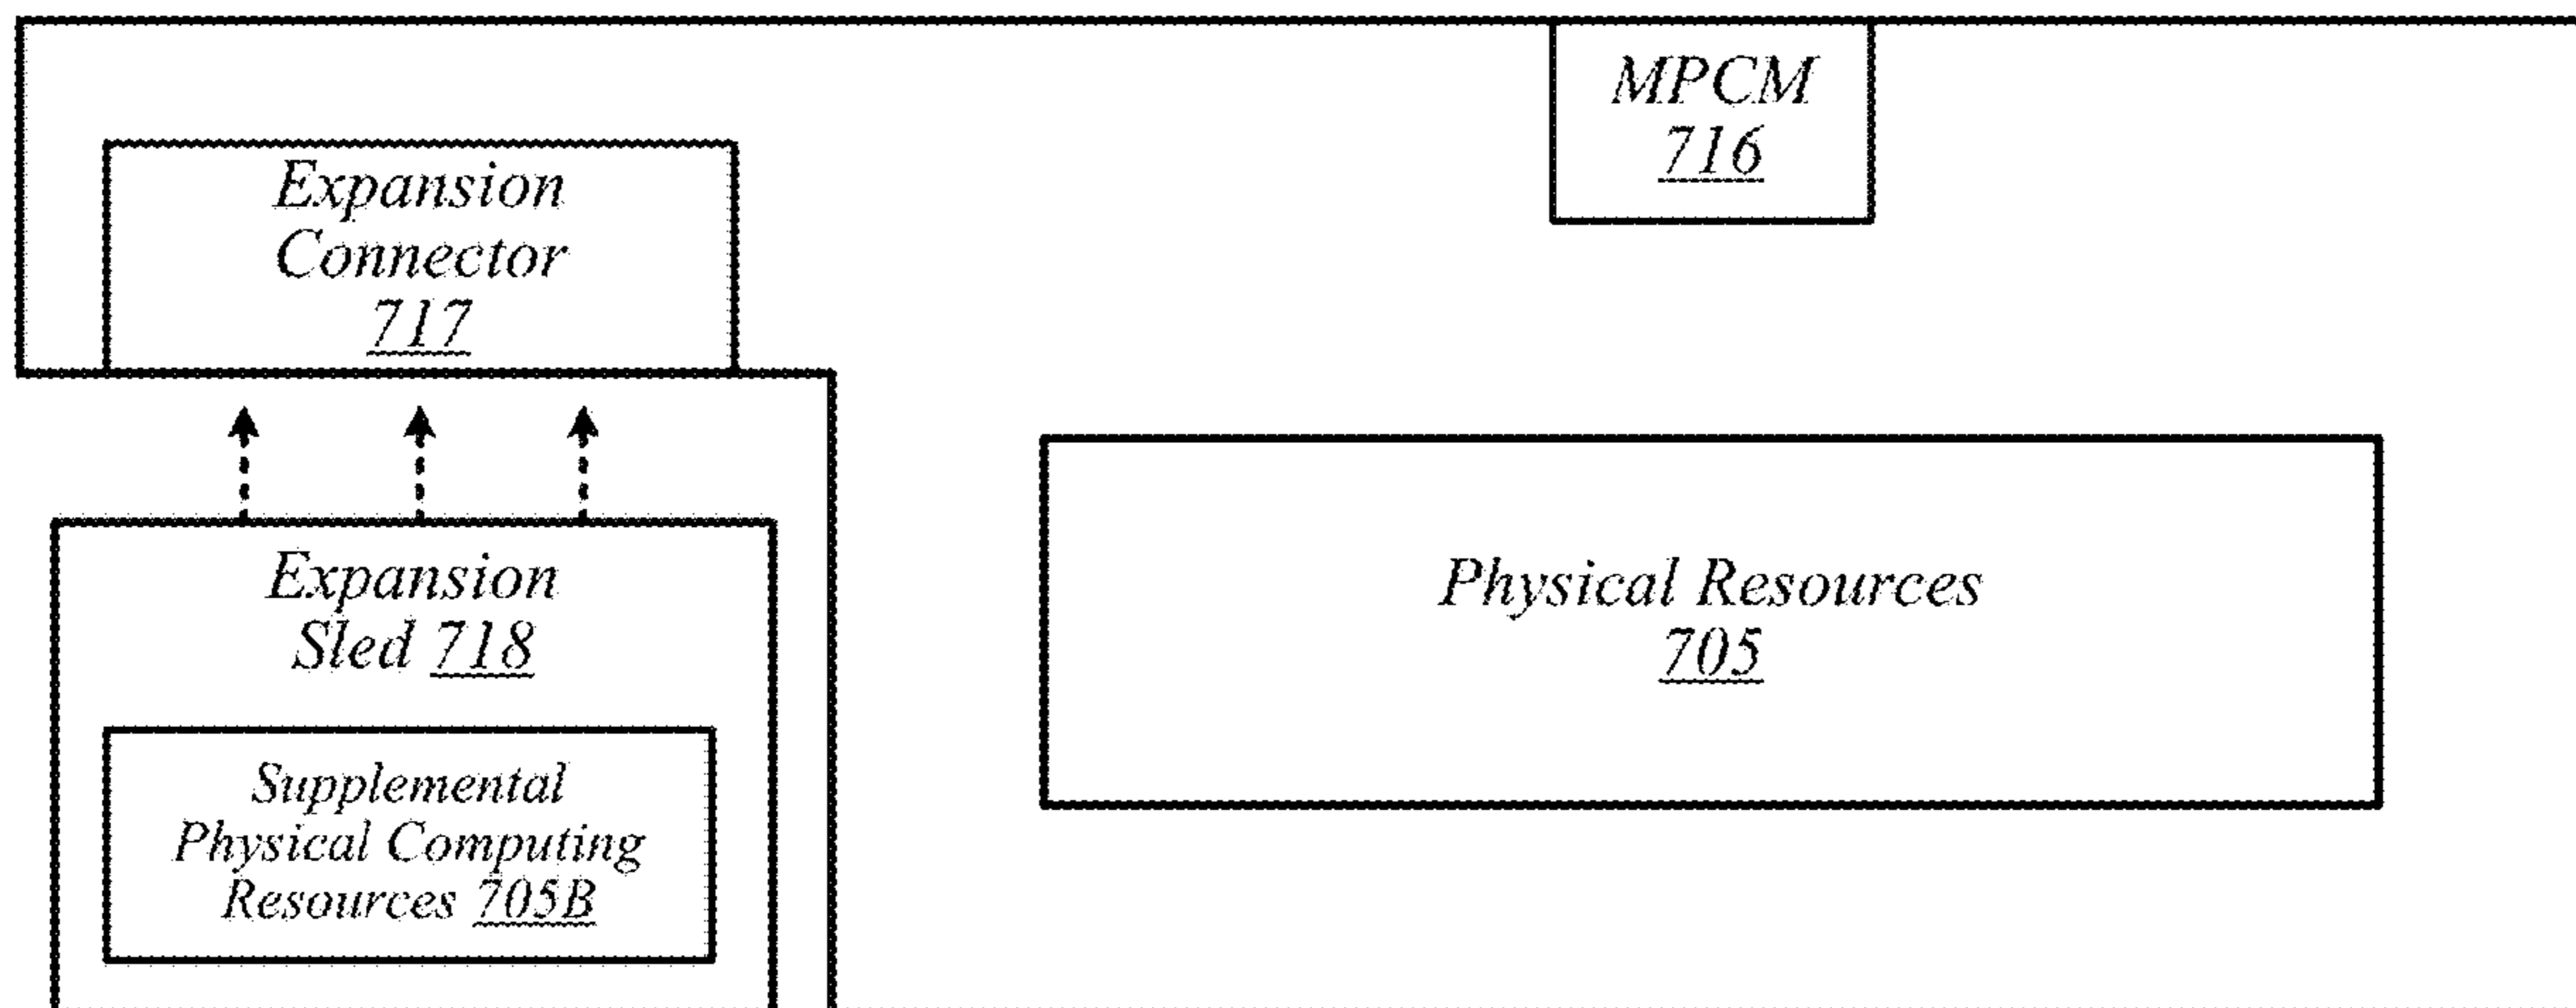 MPCM
716
Expansion
Connector
717
Expansion
Sled 718
Physical Resources
705
Supplemental
Physical Computing
Resources 705B